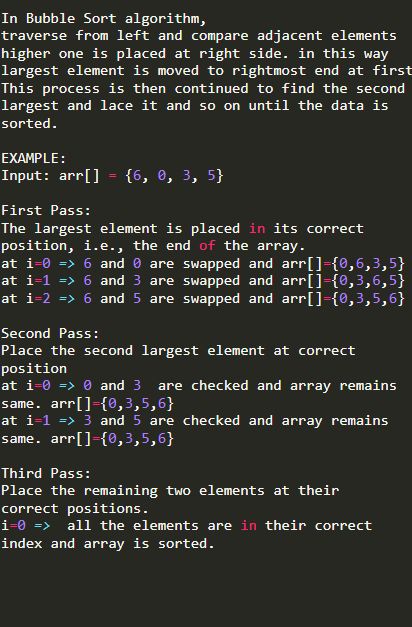 In Bubble Sort algorithm,
traverse from left and compare adjacent elements
higher one is placed at right side. in this way
largest element is moved to rightmost end at first
This process is then continued to find the second
largest and lace it and so on until the data is
sorted.
EXAMPLE:
Input: arr[] = {6, 0, 3, 5}
First Pass:
The largest element is placed in its correct
position, i.e., the end of the array.
at i=0 => 6 and 0 are swapped and arr[]={0,6,3,5}
at i=1 => 6 and 3 are swapped and arr[]={0,3,6,5}
at i=2 => 6 and 5 are swapped and arr[]={0,3,5,6}
Second Pass:
Place the second largest element at correct
position
at i=0 => 0 and 3  are checked and array remains
same. arr[]={0,3,5,6}
at i=1 => 3 and 5 are checked and array remains
same. arr[]={0,3,5,6}
Third Pass:
Place the remaining two elements at their
correct positions.
i=0 =>  all the elements are in their correct
index and array is sorted.